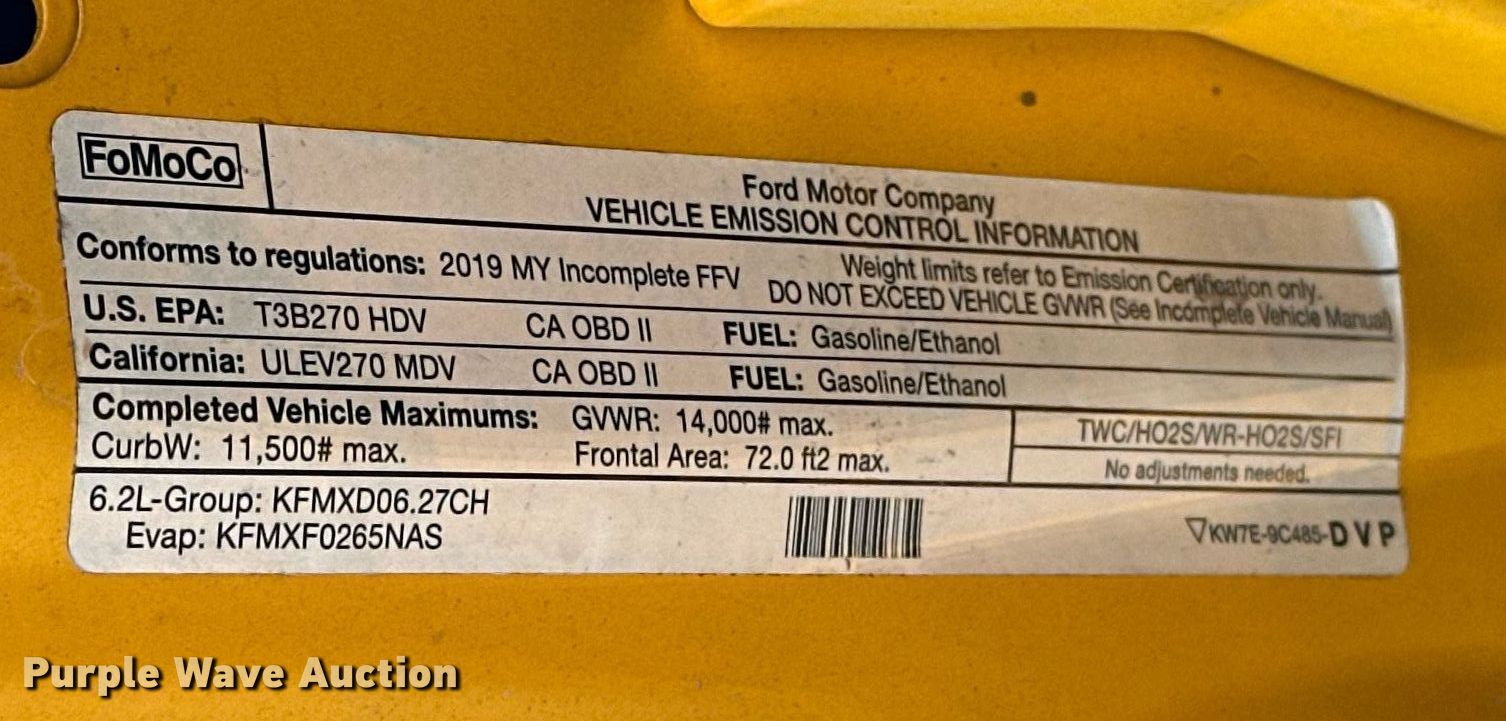 FoMoCo
Ford Motor Company
VEHICLE EMISSION CONTROL INFORMATION
Conforms to regulations: 2019 MY Incomplete FFV
Weight limits refer to Emission Certification only.
DO NOT EXCEED VEHICLE GVWR (See Incomplete Vehicle Manual)
U.S. EPA: T3B270 HDV CA OBD II FUEL: Gasoline/Ethanol
California: ULEV270 MDV CA OBD II FUEL: Gasoline/Ethanol
Completed Vehicle Maximums: GVWR: 14,000# max.
CurbW: 11,500# max. Frontal Area: 72.0 ft2 max.
TWC/HO2S/WR-HO2S/SFI
No adjustments needed.
6.2L-Group: KFMXD06.27CH
Evap: KFMXF0265NAS
KW7E-9C485-D V P
Purple Wave Auction